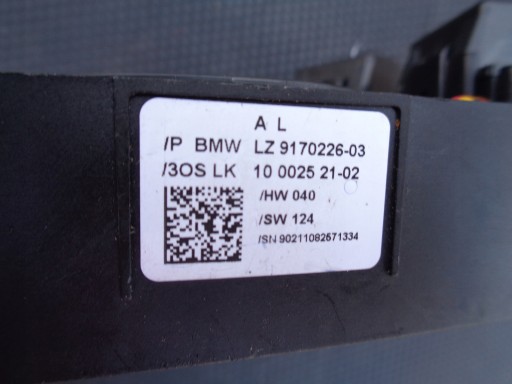 A L
/P BMW LZ 9170226-03
/3OS LK 10 0025 21-02
/HW 040
/SW 124
/SN 90211082571334